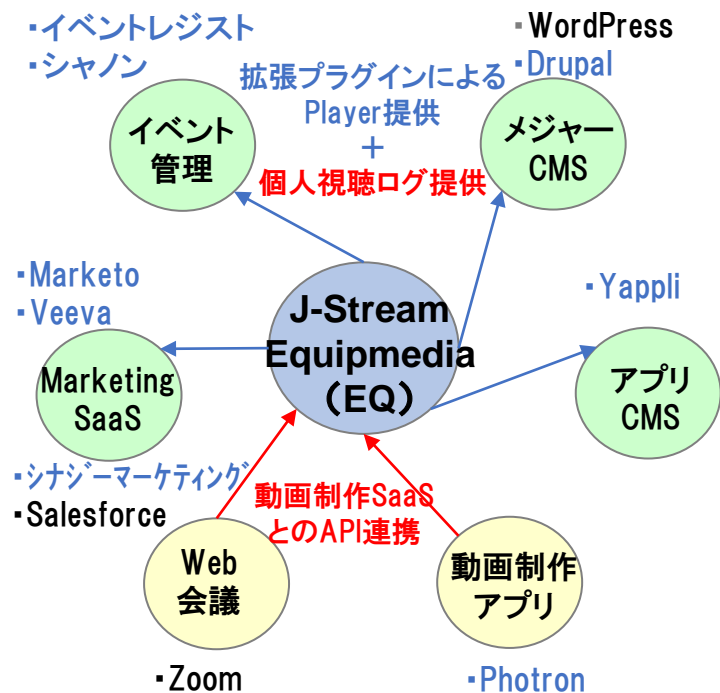 ▪イベントレジスト
▪シャノン
▪WordPress
▪Drupal
拡張プラグインによる
Player提供
+
個人視聴ログ提供
イベント
管理
メジャー
CMS
▪Marketo
▪Veeva
J-Stream
Equipmedia
（EQ）
▪Yappli
Marketing
SaaS
アプリ
CMS
▪シナジーマーケティング
▪Salesforce
動画制作SaaS
とのAPI連携
Web
会議
動画制作
アプリ
▪Zoom
▪Photron